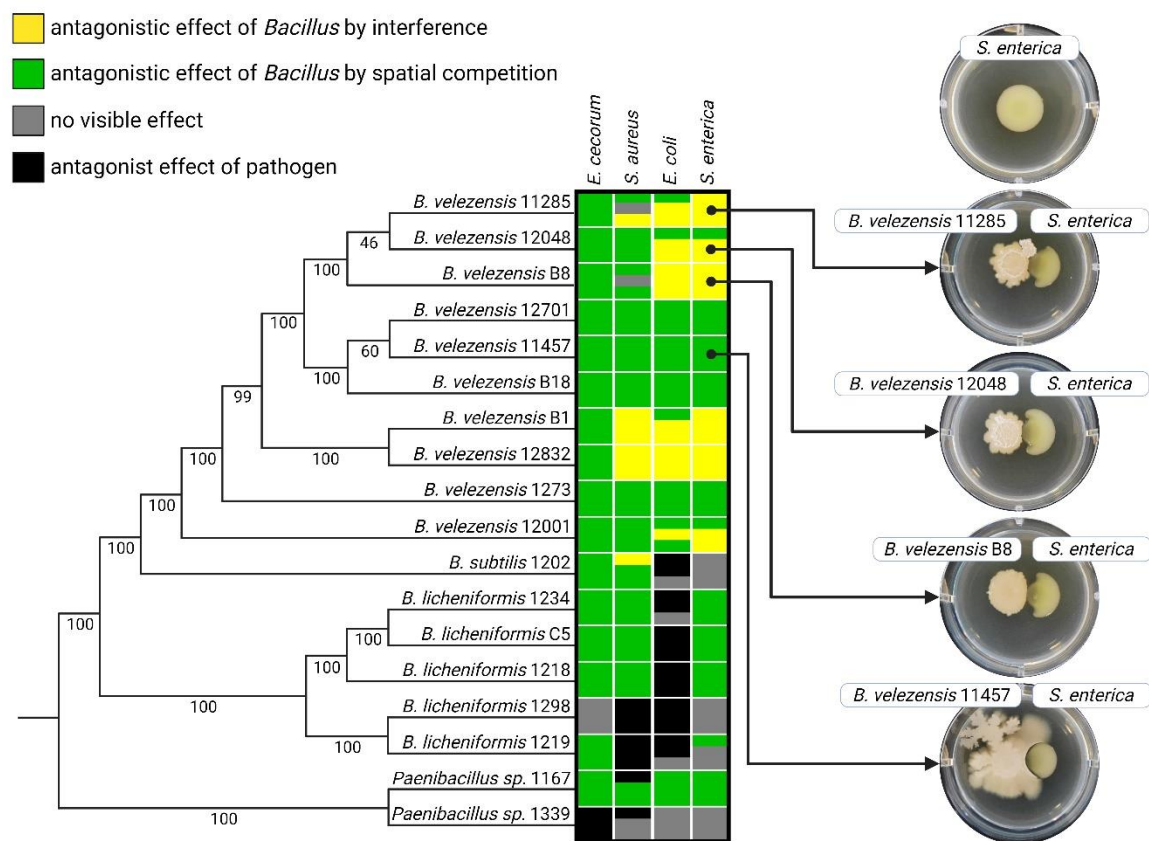 antagonistic effect of Bacillus by interference
antagonistic effect of Bacillus by spatial competition
no visible effect
antagonist effect of pathogen
E. cecorum
S. aureus
E. coli
S. enterica
B. velezensis 11285
B. velezensis 12048
B. velezensis B8
B. velezensis 12701
B. velezensis 11457
B. velezensis B18
B. velezensis B1
B. velezensis 12832
B. velezensis 1273
B. velezensis 12001
B. subtilis 1202
B. licheniformis 1234
B. licheniformis C5
B. licheniformis 1218
B. licheniformis 1298
B. licheniformis 1219
Paenibacillus sp. 1167
Paenibacillus sp. 1339
46
100
100
60
100
99
100
100
100
100
100
100
100
100
100
100
100
S. enterica
B. velezensis 11285 S. enterica
B. velezensis 12048 S. enterica
B. velezensis B8 S. enterica
B. velezensis 11457 S. enterica